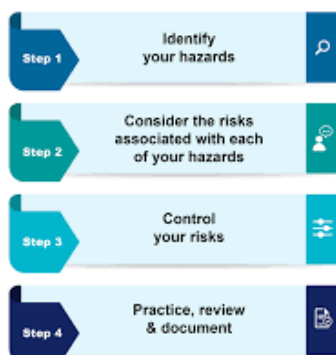 Step 1
Identify
your hazards
Step 2
Consider the risks
associated with each
of your hazards
Step 3
Control
your risks
Step 4
Practice, review
& document